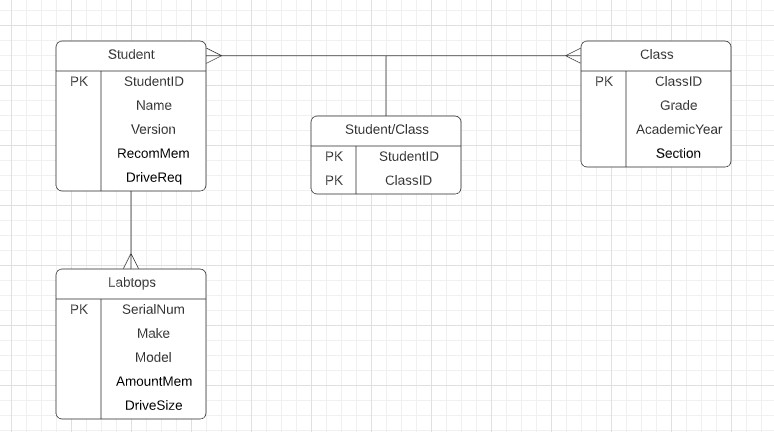 Student
PK StudentID
Name
Version
RecomMem
DriveReq
Student/Class
PK StudentID
PK ClassID
Class
PK ClassID
Grade
AcademicYear
Section
Labtops
PK SerialNum
Make
Model
AmountMem
DriveSize